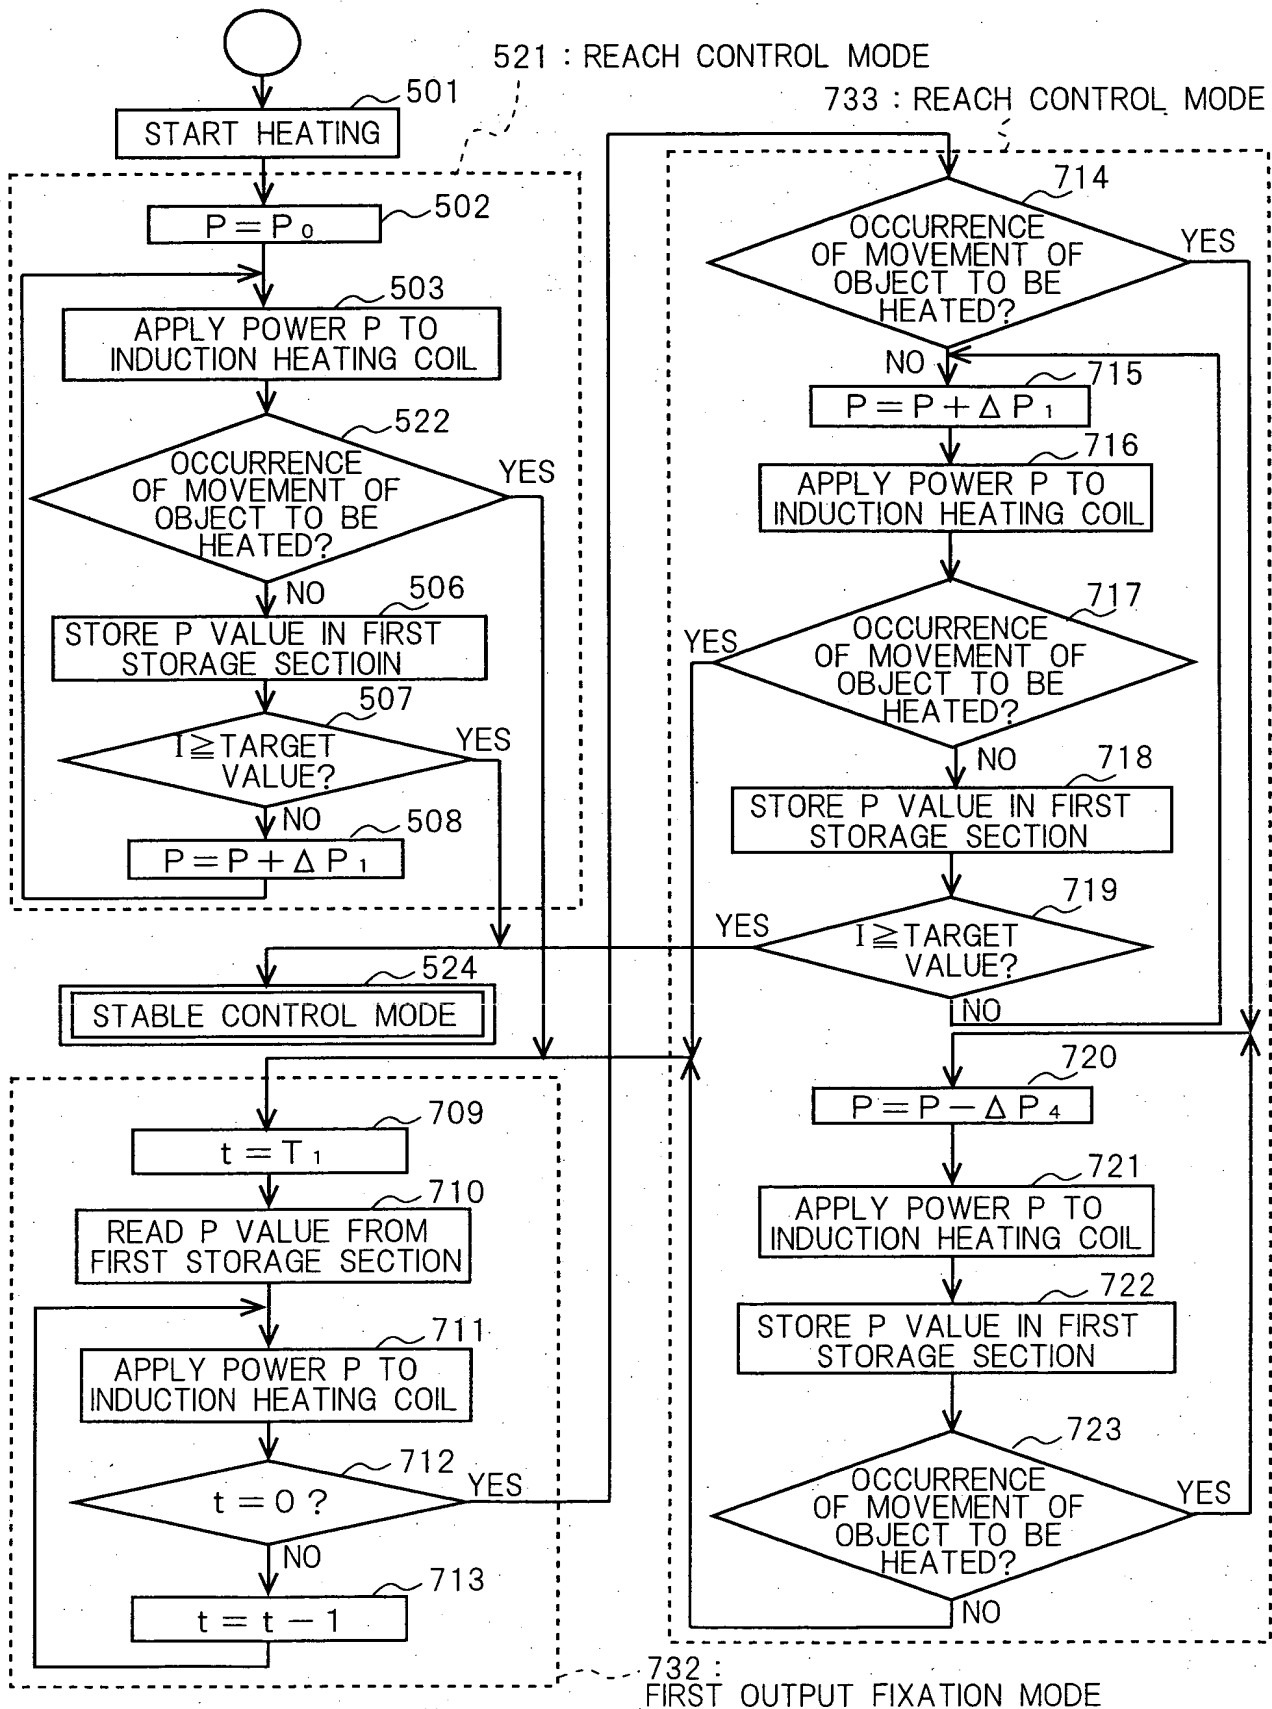 521 : REACH CONTROL MODE
501
START HEATING
502
P = P₀
503
APPLY POWER P TO
INDUCTION HEATING COIL
522
OCCURRENCE
OF MOVEMENT OF
OBJECT TO BE
HEATED?
YES
NO
506
STORE P VALUE IN FIRST
STORAGE SECTIOIN
507
I≧TARGET
VALUE?
YES
NO
508
P = P + Δ P₁
524
STABLE CONTROL MODE
709
t = T₁
710
READ P VALUE FROM
FIRST STORAGE SECTION
711
APPLY POWER P TO
INDUCTION HEATING COIL
712
t = 0 ?
YES
NO
713
t = t − 1
732 :
FIRST OUTPUT FIXATION MODE
733 : REACH CONTROL MODE
714
OCCURRENCE
OF MOVEMENT OF
OBJECT TO BE
HEATED?
YES
NO
715
P = P + Δ P₁
716
APPLY POWER P TO
INDUCTION HEATING COIL
717
OCCURRENCE
OF MOVEMENT OF
OBJECT TO BE
HEATED?
YES
NO
718
STORE P VALUE IN FIRST
STORAGE SECTION
719
I≧TARGET
VALUE?
YES
NO
720
P = P − Δ P₄
721
APPLY POWER P TO
INDUCTION HEATING COIL
722
STORE P VALUE IN FIRST
STORAGE SECTION
723
OCCURRENCE
OF MOVEMENT OF
OBJECT TO BE
HEATED?
YES
NO